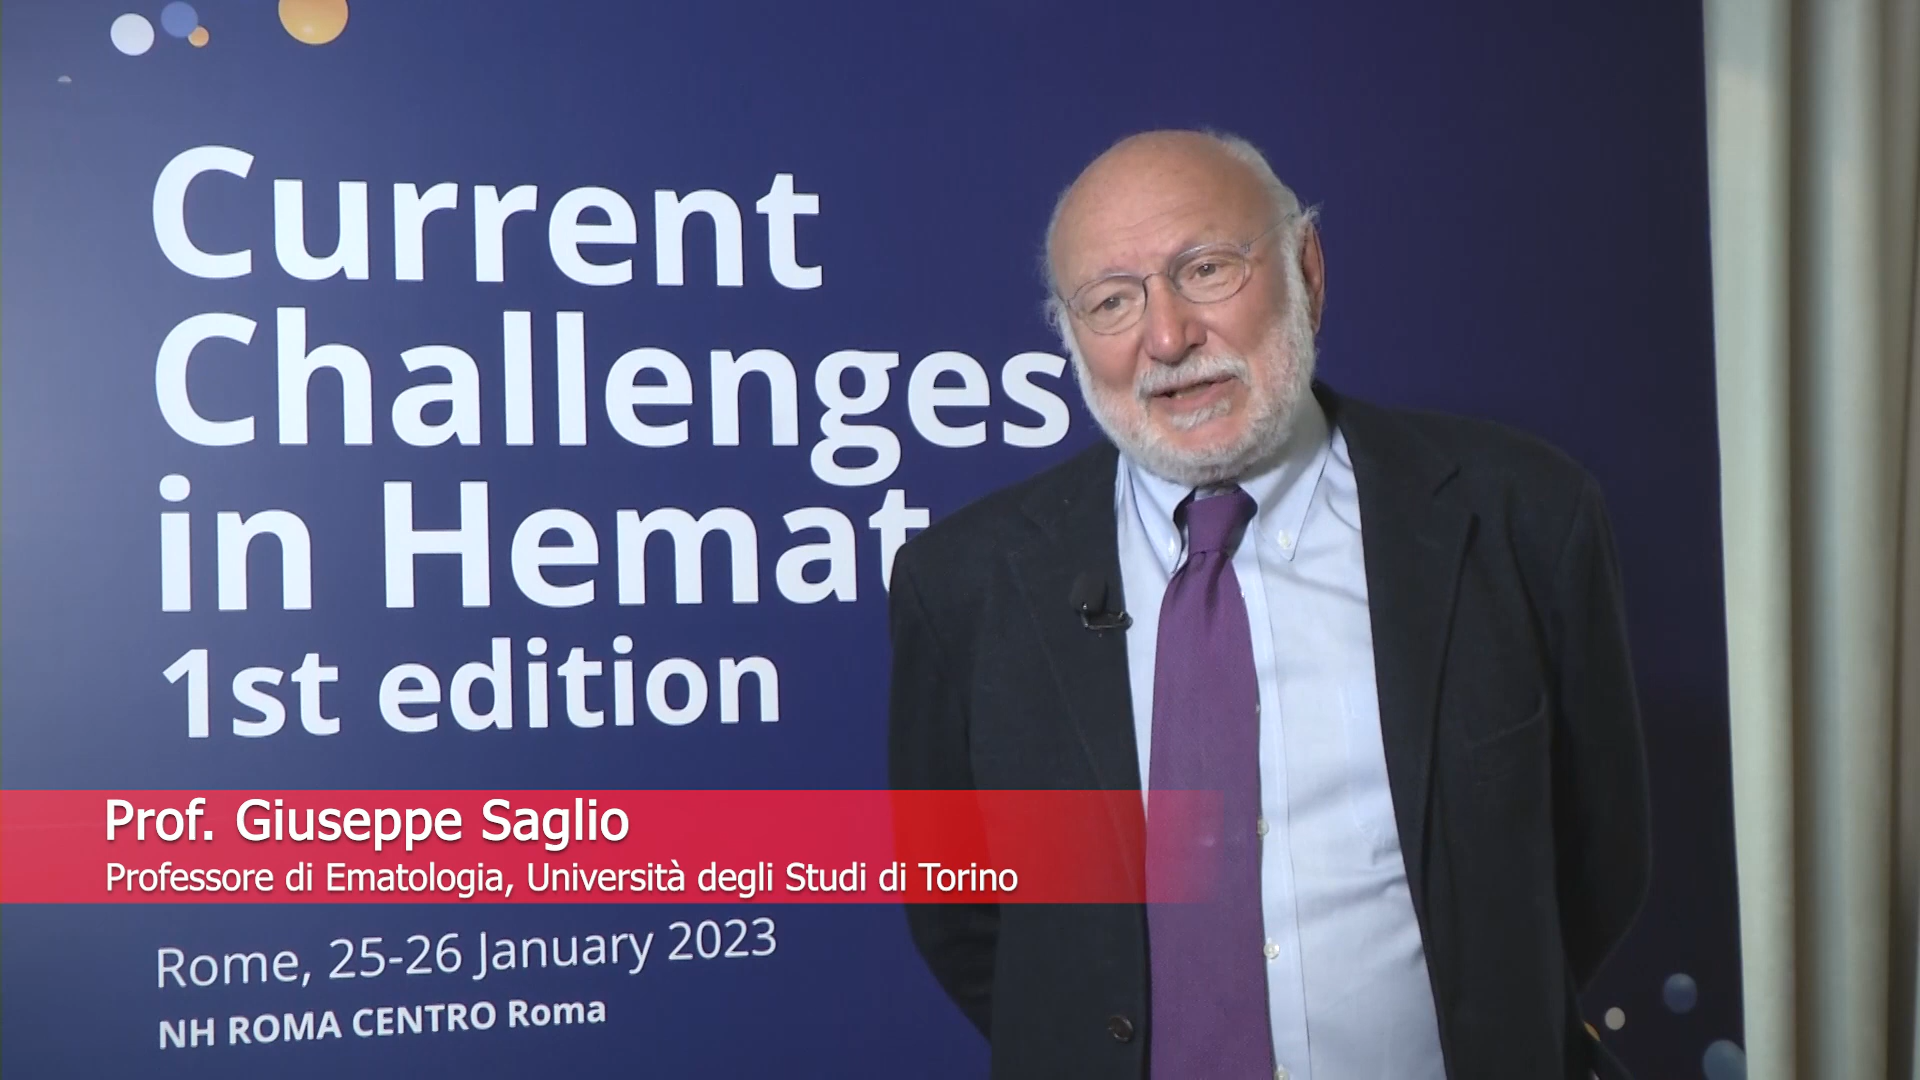 Current
Challenges
in Hemat
1st edition
Prof. Giuseppe Saglio
Professore di Ematologia, Università degli Studi di Torino
Rome, 25-26 January 2023
NH ROMA CENTRO Roma